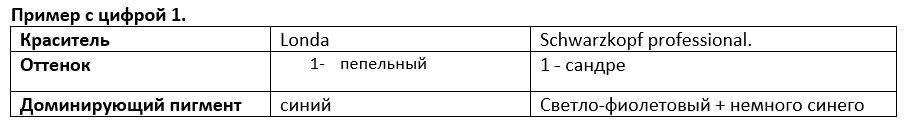 Пример с цифрой 1.
Краситель Londa Schwarzkopf professional.
Оттенок 1- пепельный 1 - сандре
Доминирующий пигмент синий Светло-фиолетовый + немного синего